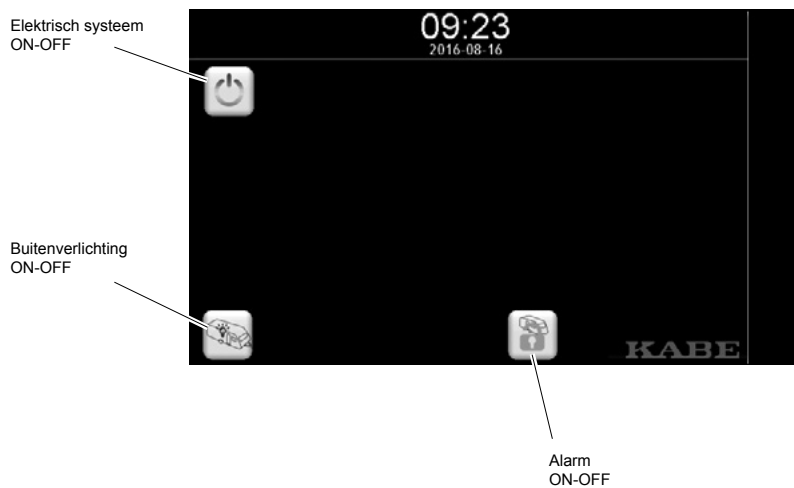 Elektrisch systeem
ON-OFF
09:23
2016-08-16
Buitenverlichting
ON-OFF
KABE
Alarm
ON-OFF